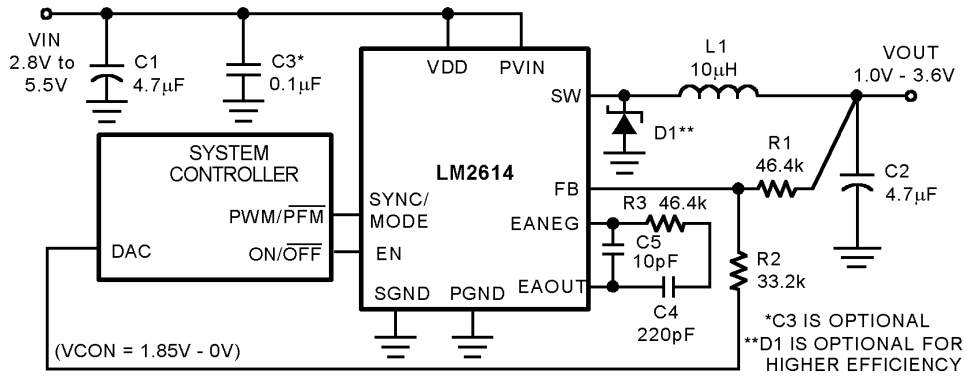 VIN
2.8V to
5.5V
C1
4.7µF
C3*
0.1µF
VDD
PVIN
SW
L1
10µH
VOUT
1.0V - 3.6V
D1**
R1
46.4k
C2
4.7µF
SYSTEM
CONTROLLER
PWM/PFM
ON/OFF
DAC
LM2614
SYNC/
MODE
EN
FB
EANEG
R3 46.4k
C5
10pF
EAOUT
C4
220pF
R2
33.2k
SGND
PGND
(VCON = 1.85V - 0V)
*C3 IS OPTIONAL
**D1 IS OPTIONAL FOR
HIGHER EFFICIENCY